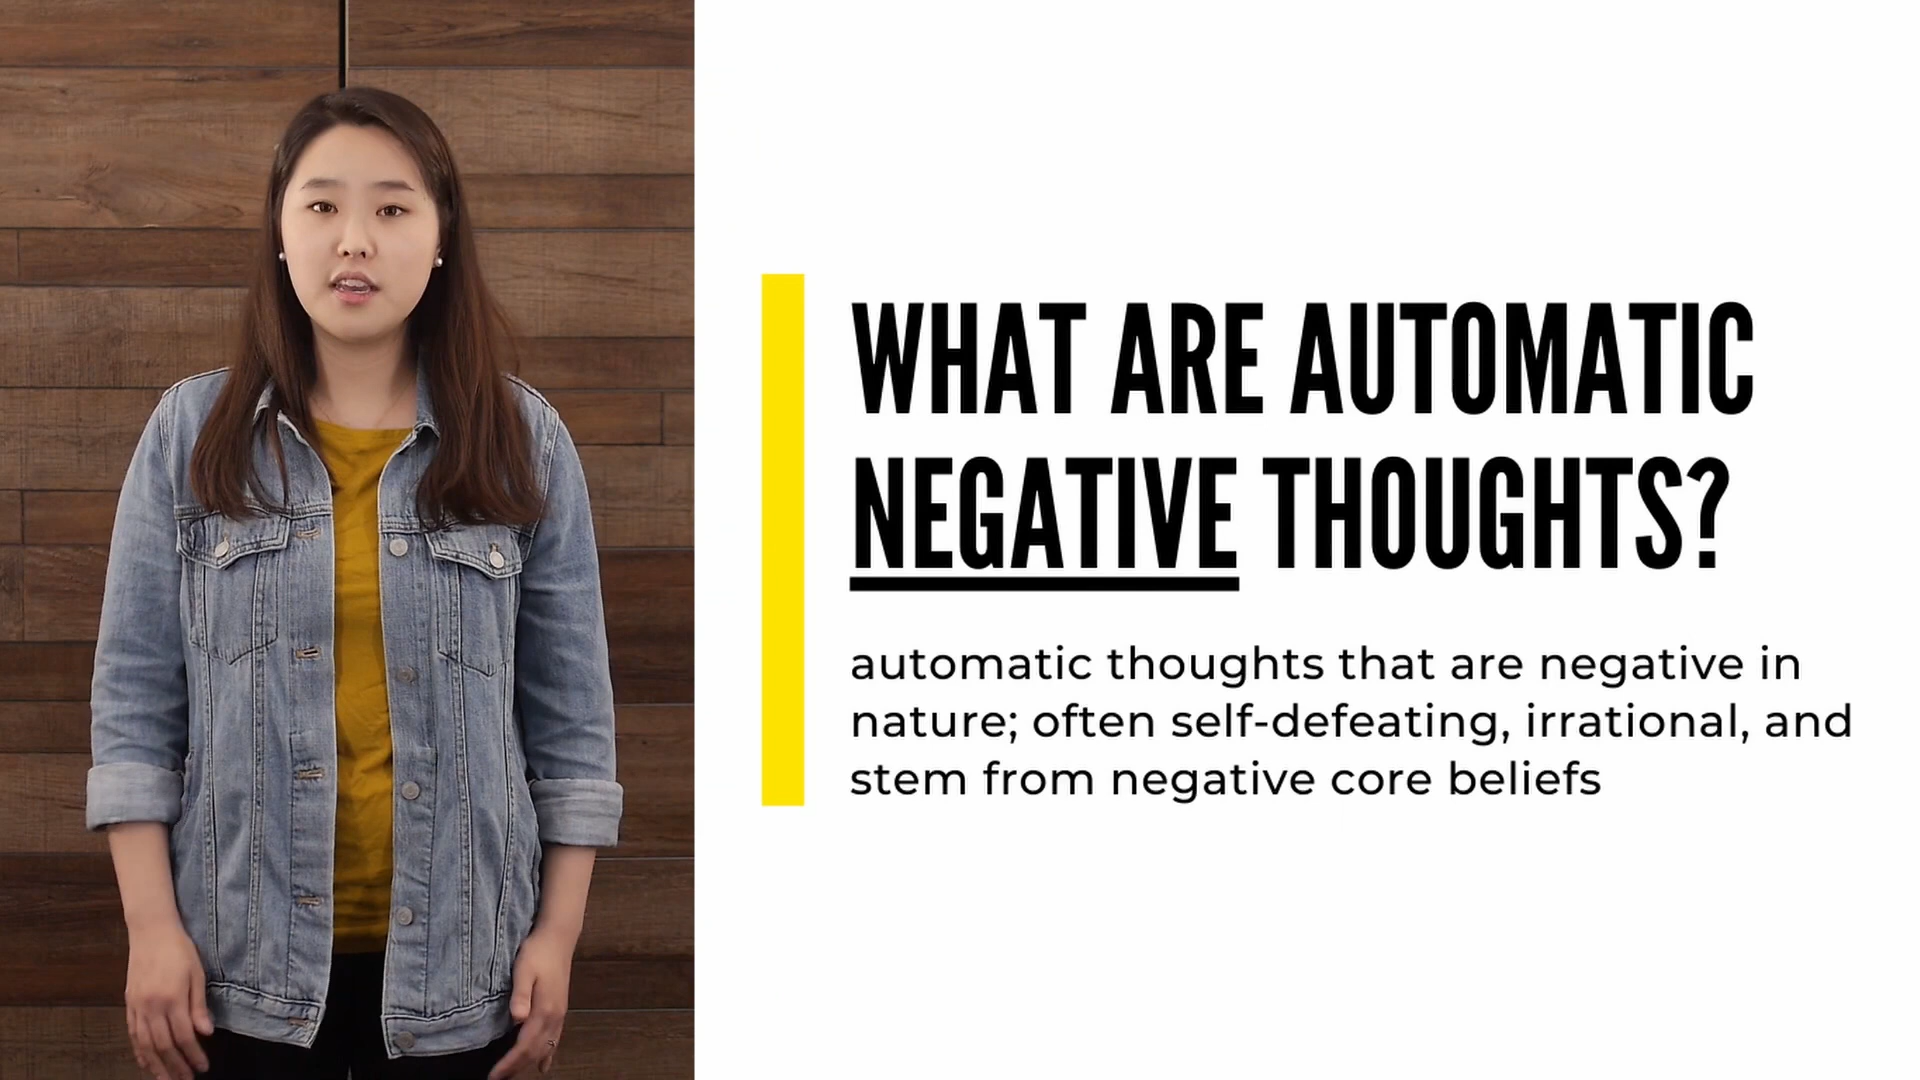 WHAT ARE AUTOMATIC
NEGATIVE THOUGHTS?
automatic thoughts that are negative in
nature; often self-defeating, irrational, and
stem from negative core beliefs